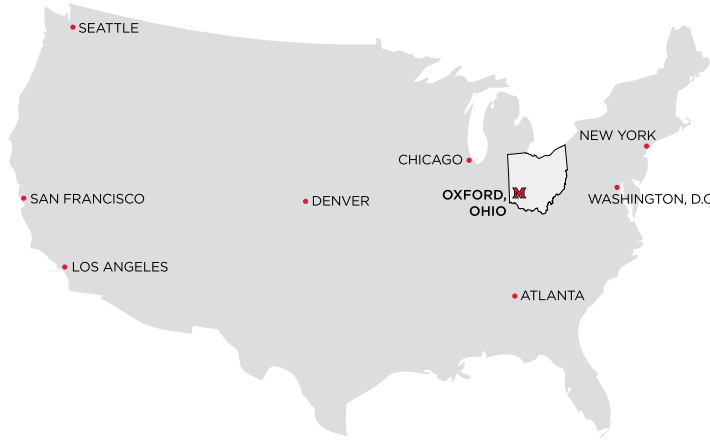 SEATTLE
NEW YORK
CHICAGO
OXFORD,
OHIO
M
SAN FRANCISCO
DENVER
WASHINGTON, D.C
LOS ANGELES
ATLANTA